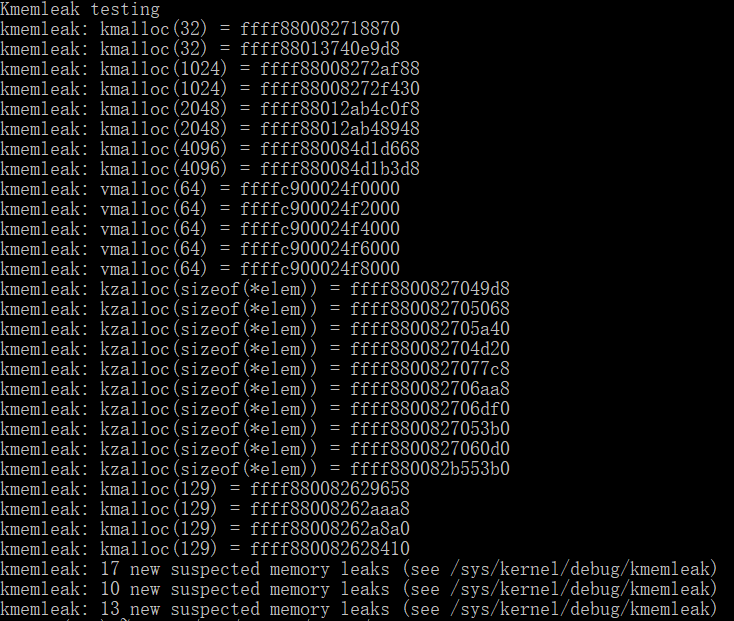 Kmemleak testing
kmemleak: kmalloc(32) = ffff880082718870
kmemleak: kmalloc(32) = ffff88013740e9d8
kmemleak: kmalloc(1024) = ffff88008272af88
kmemleak: kmalloc(1024) = ffff88008272f430
kmemleak: kmalloc(2048) = ffff88012ab4c0f8
kmemleak: kmalloc(2048) = ffff88012ab48948
kmemleak: kmalloc(4096) = ffff880084d1d668
kmemleak: kmalloc(4096) = ffff880084d1b3d8
kmemleak: vmalloc(64) = ffffc900024f0000
kmemleak: vmalloc(64) = ffffc900024f2000
kmemleak: vmalloc(64) = ffffc900024f4000
kmemleak: vmalloc(64) = ffffc900024f6000
kmemleak: vmalloc(64) = ffffc900024f8000
kmemleak: kzalloc(sizeof(*elem)) = ffff8800827049d8
kmemleak: kzalloc(sizeof(*elem)) = ffff880082705068
kmemleak: kzalloc(sizeof(*elem)) = ffff880082705a40
kmemleak: kzalloc(sizeof(*elem)) = ffff880082704d20
kmemleak: kzalloc(sizeof(*elem)) = ffff8800827077c8
kmemleak: kzalloc(sizeof(*elem)) = ffff880082706aa8
kmemleak: kzalloc(sizeof(*elem)) = ffff880082706df0
kmemleak: kzalloc(sizeof(*elem)) = ffff8800827053b0
kmemleak: kzalloc(sizeof(*elem)) = ffff8800827060d0
kmemleak: kzalloc(sizeof(*elem)) = ffff880082b553b0
kmemleak: kmalloc(129) = ffff880082629658
kmemleak: kmalloc(129) = ffff88008262aaa8
kmemleak: kmalloc(129) = ffff88008262a8a0
kmemleak: kmalloc(129) = ffff880082628410
kmemleak: 17 new suspected memory leaks (see /sys/kernel/debug/kmemleak)
kmemleak: 10 new suspected memory leaks (see /sys/kernel/debug/kmemleak)
kmemleak: 13 new suspected memory leaks (see /sys/kernel/debug/kmemleak)